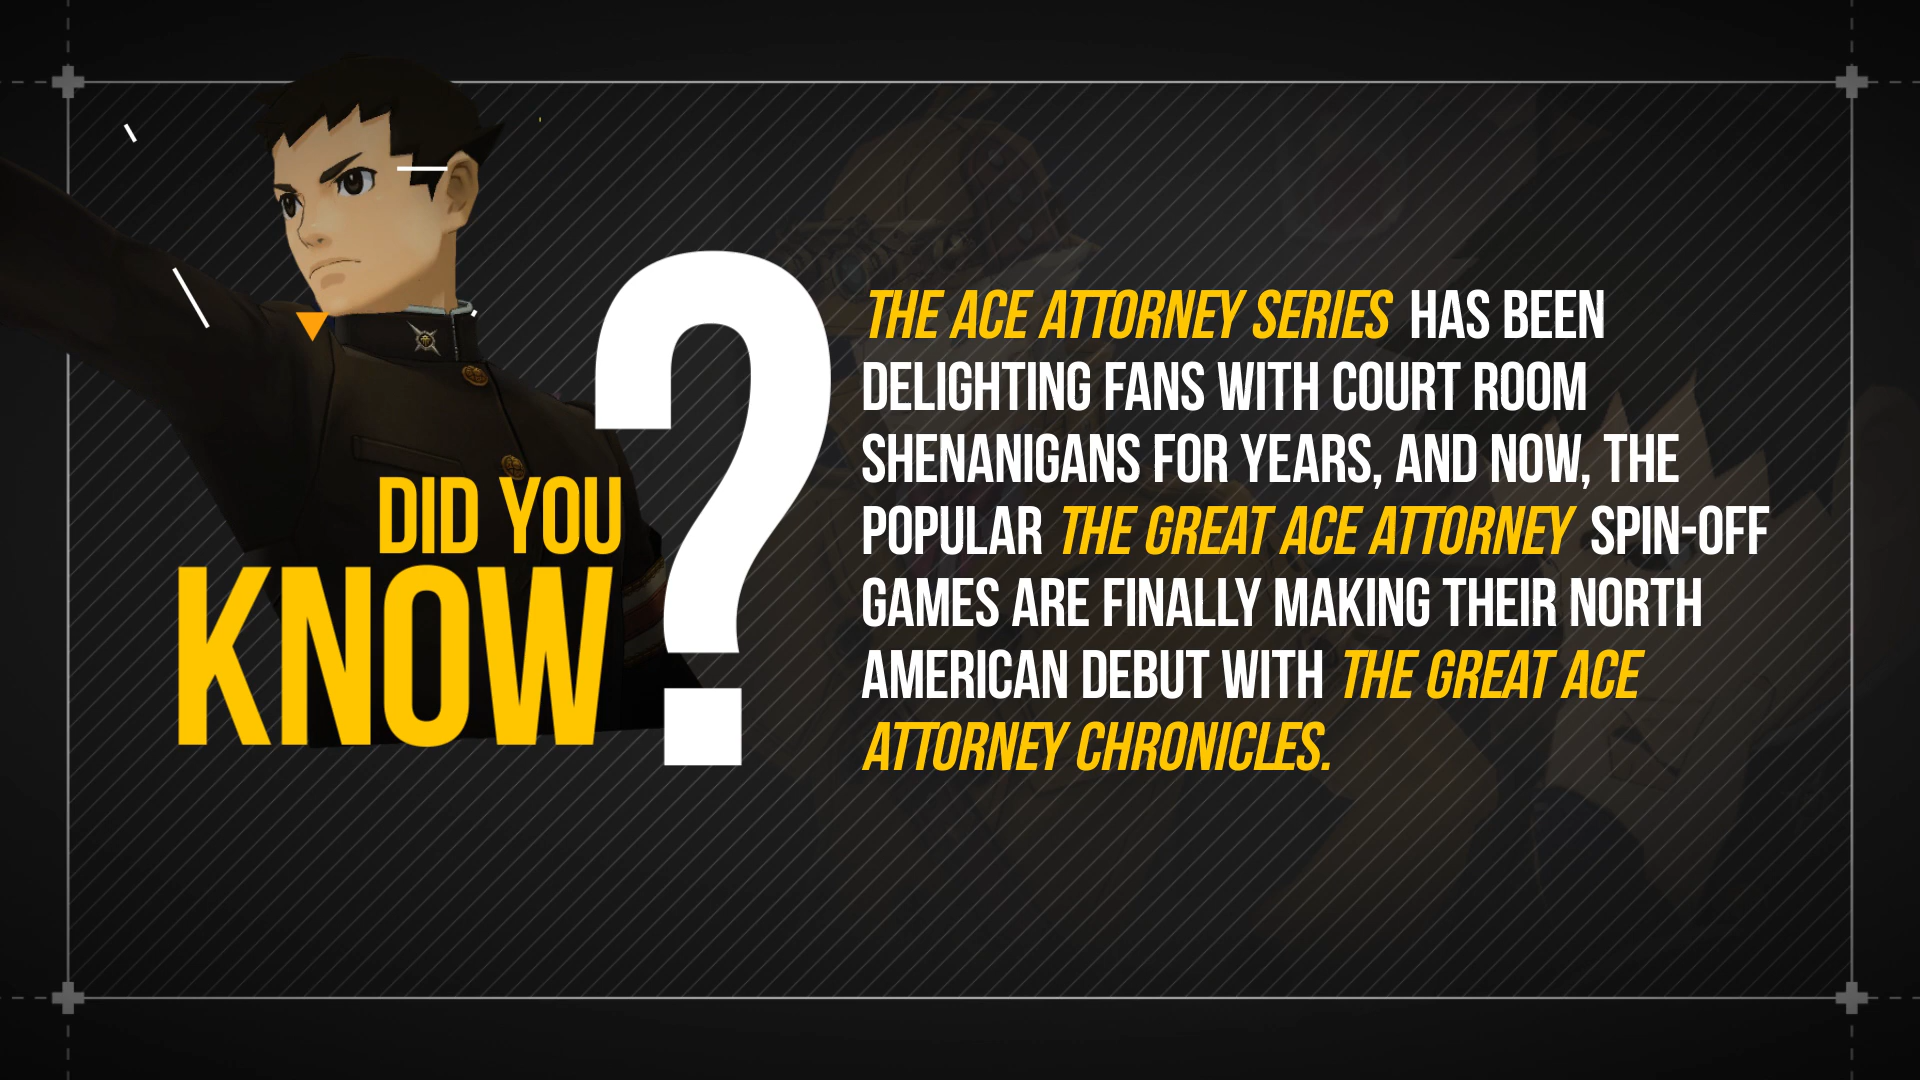 DID YOU
KNOW?
THE ACE ATTORNEY SERIES HAS BEEN
DELIGHTING FANS WITH COURT ROOM
SHENANIGANS FOR YEARS, AND NOW, THE
POPULAR THE GREAT ACE ATTORNEY SPIN-OFF
GAMES ARE FINALLY MAKING THEIR NORTH
AMERICAN DEBUT WITH THE GREAT ACE
ATTORNEY CHRONICLES.